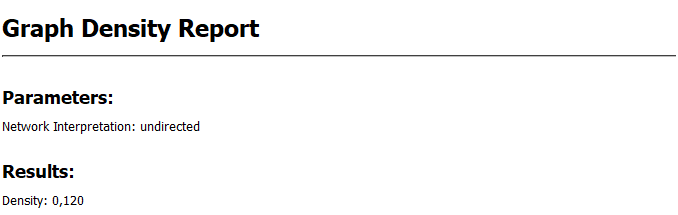 Graph Density Report
Parameters:
Network Interpretation: undirected
Results:
Density: 0,120